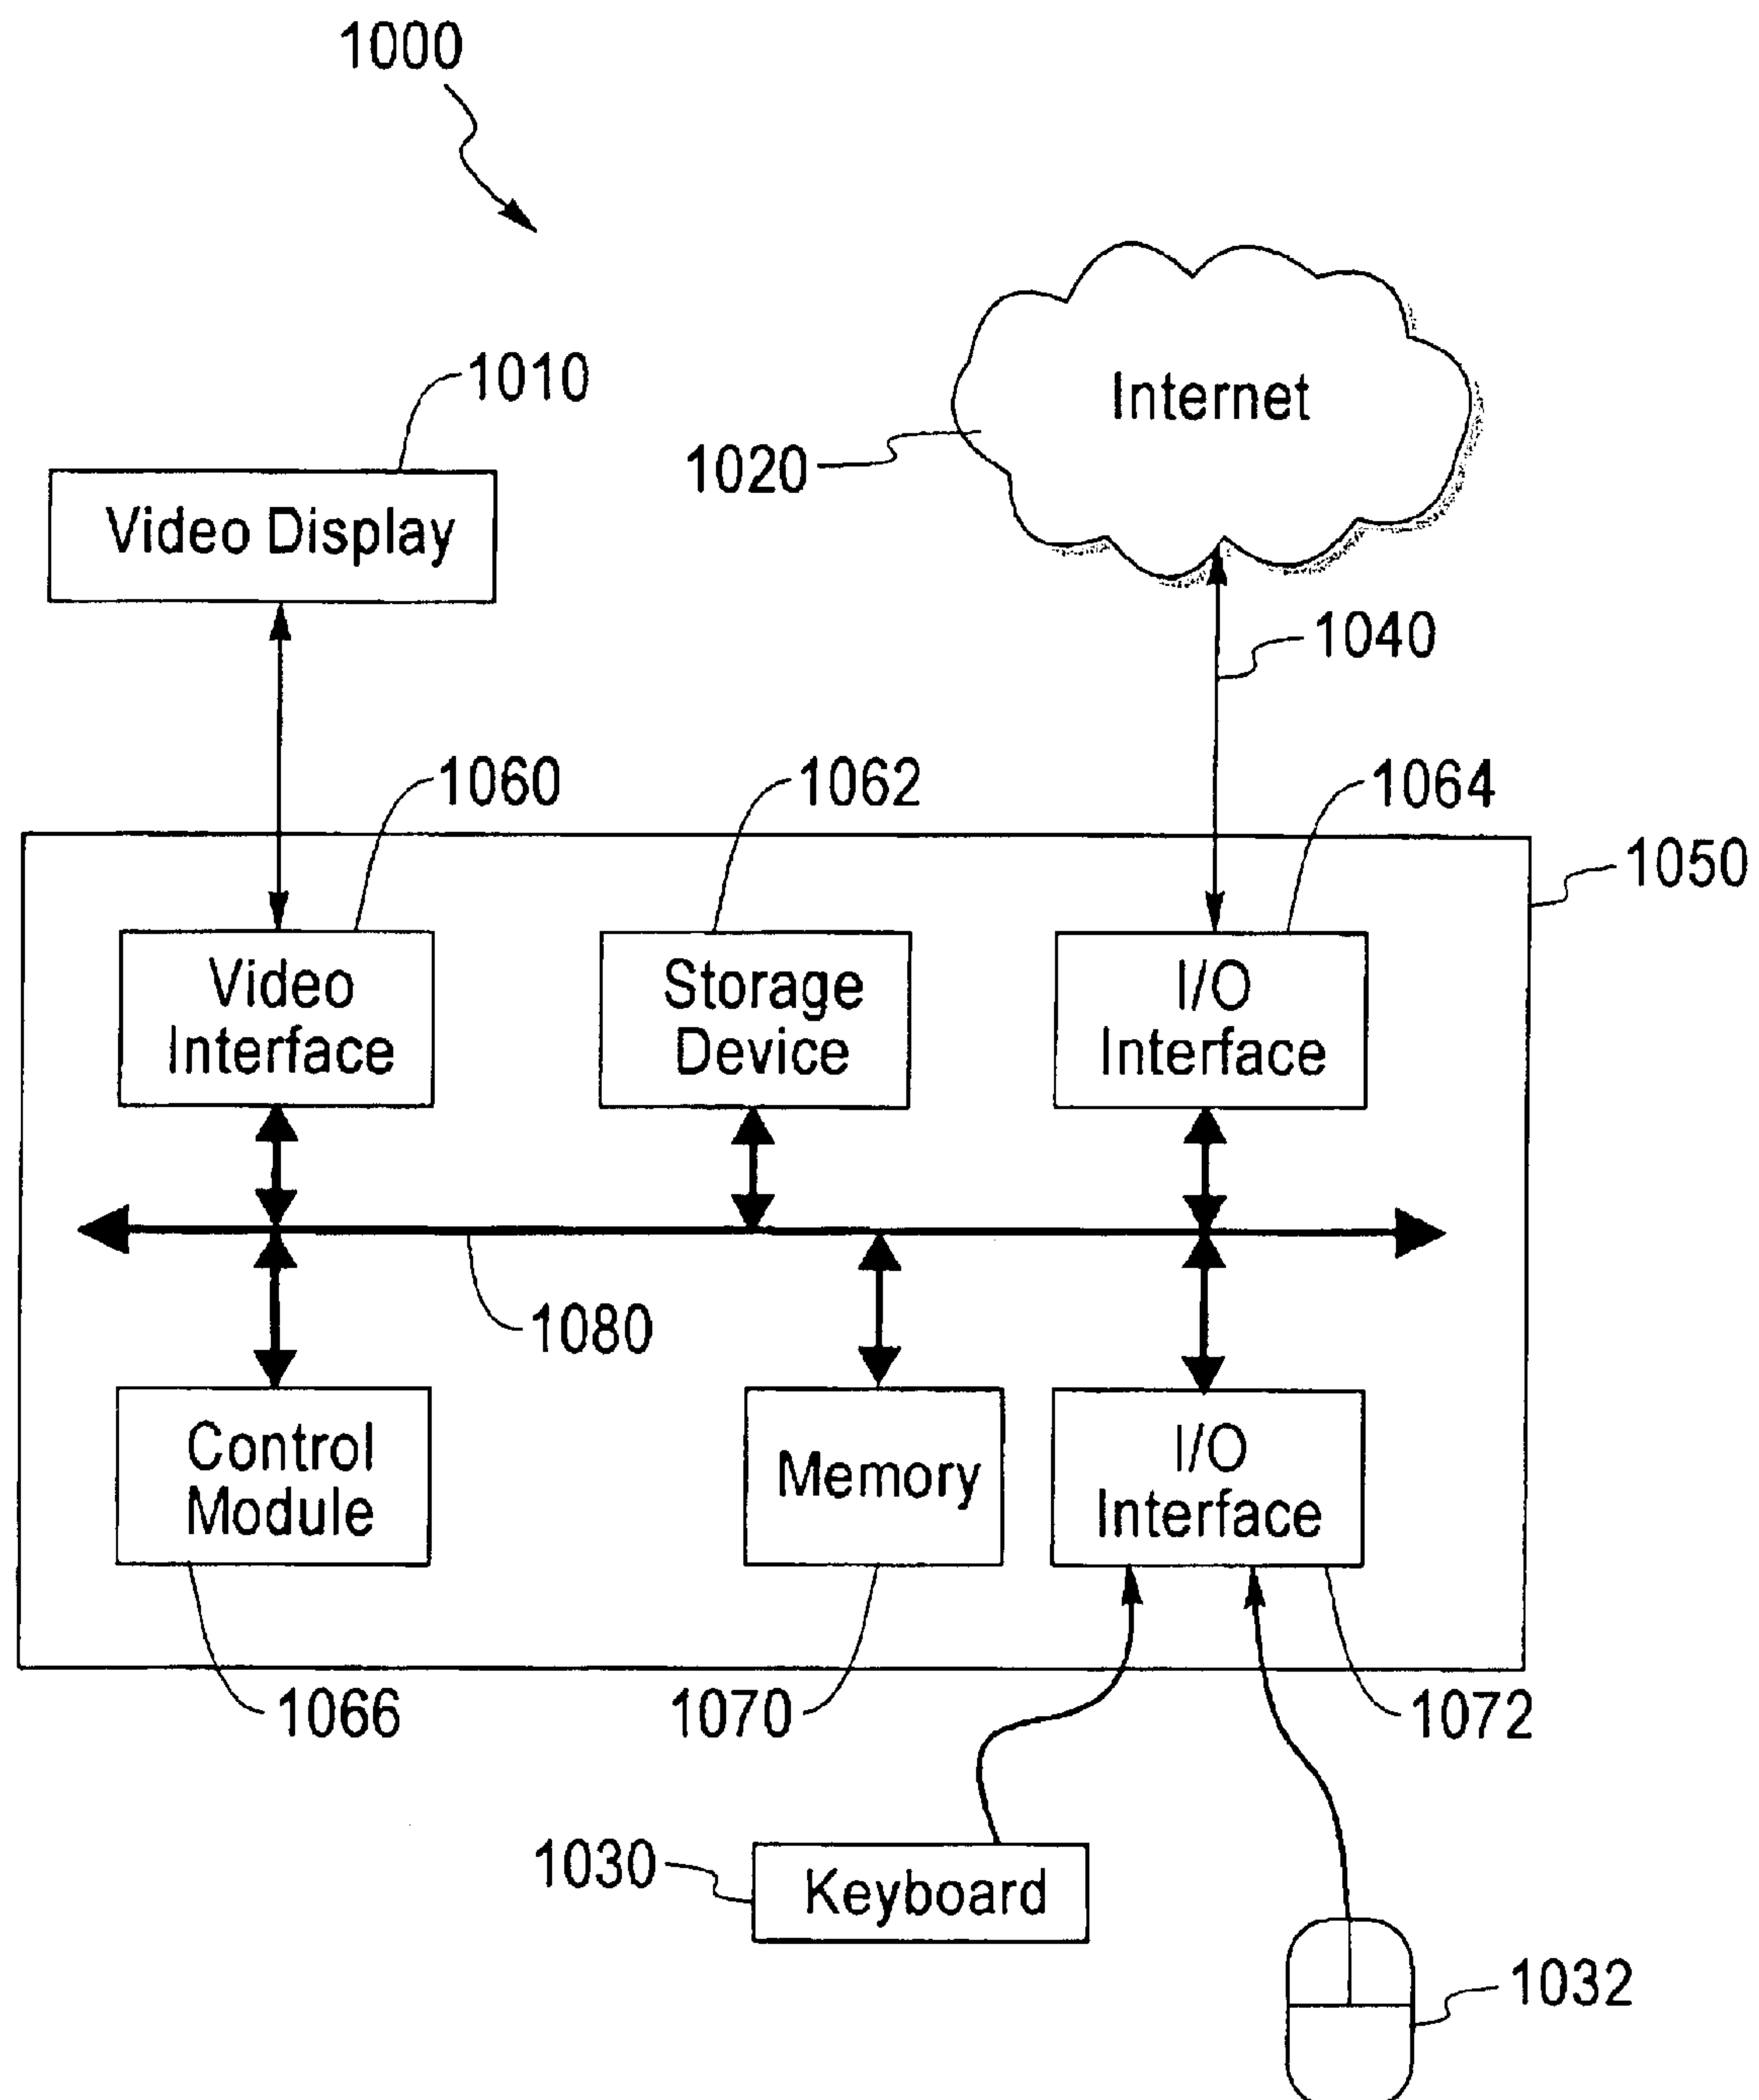 1000
1010
Internet
1020
Video Display
1040
1060
1062
1064
1050
Video
Interface
Storage
Device
I/O
Interface
1080
Control
Module
Memory
I/O
Interface
1066
1070
1072
1030
Keyboard
1032